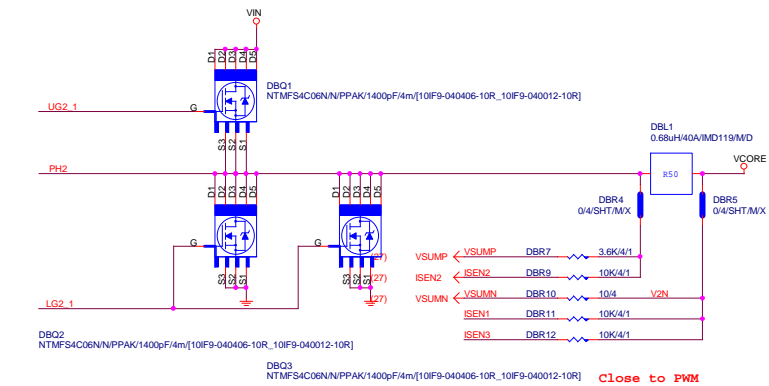 VIN
D1 D2 D3 D4 D5
DBQ1
NTMFS4C06N/N/PPAK/1400pF/4m/[10IF9-040406-10R_10IF9-040012-10R]
UG2_1
G
S3 S2 S1
DBL1
0.68uH/40A/IMD119/M/D
VCORE
PH2
R50
D1 D2 D3 D4 D5
D1 D2 D3 D4 D5
DBR4
0/4/SHT/M/X
DBR5
0/4/SHT/M/X
G
G
(27) VSUMP VSUMP DBR7 3.6K/4/1
S3 S2 S1
S3 S2 S1
(27) ISEN2 ISEN2 DBR9 10K/4/1
(27) VSUMN VSUMN DBR10 10/4 V2N
LG2_1
ISEN1 DBR11 10K/4/1
ISEN3 DBR12 10K/4/1
DBQ2
NTMFS4C06N/N/PPAK/1400pF/4m/[10IF9-040406-10R_10IF9-040012-10R]
DBQ3
NTMFS4C06N/N/PPAK/1400pF/4m/[10IF9-040406-10R_10IF9-040012-10R]
Close to PWM